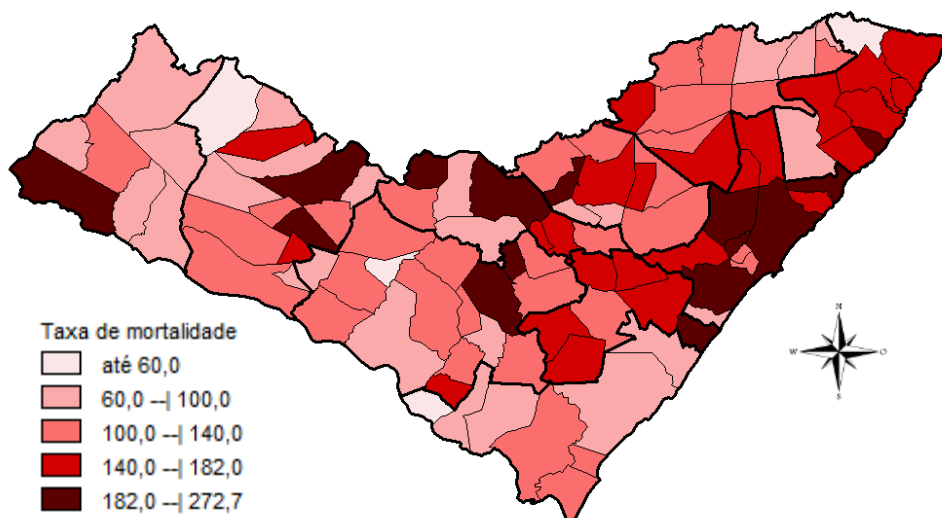 Taxa de mortalidade
até 60,0
60,0 --| 100,0
100,0 --| 140,0
140,0 --| 182,0
182,0 --| 272,7
N
W
O
S